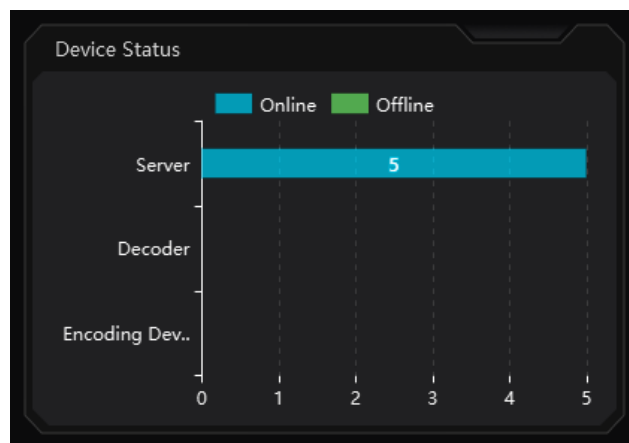 Device Status
Online Offline
Server 5
Decoder
Encoding Dev..
0 1 2 3 4 5